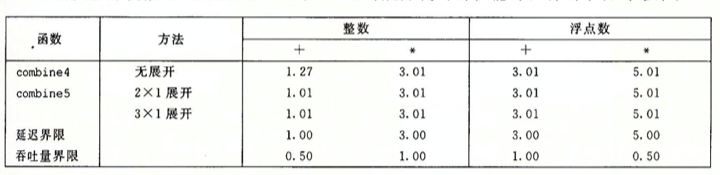 函数 方法 整数 浮点数
+ * + *
combine4 无展开 1.27 3.01 3.01 5.01
combine5 2×1展开 1.01 3.01 3.01 5.01
3×1展开 1.01 3.01 3.01 5.01
延迟界限 1.00 3.00 3.00 5.00
吞吐量界限 0.50 1.00 1.00 0.50